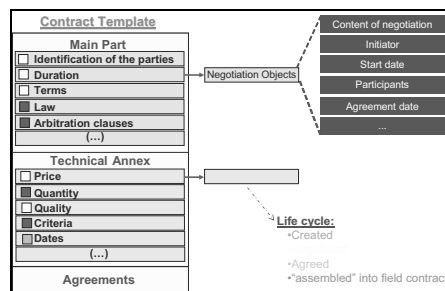 Contract Template
Main Part
Identification of the parties
Duration
Terms
Law
Arbitration clauses
(…)
Technical Annex
Price
Quantity
Quality
Criteria
Dates
(…)
Agreements
Negotiation Objects
Content of negotiation
Initiator
Start date
Participants
Agreement date
...
Life cycle:
•Created
•Agreed
•“assembled” into field contract